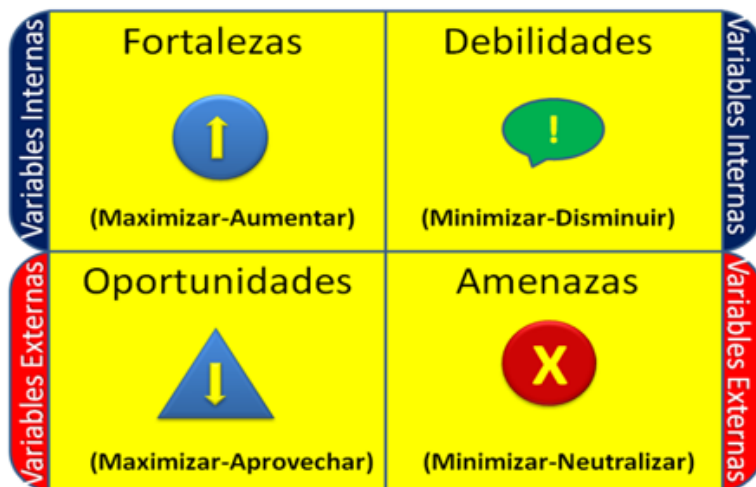 Variables Internas
Fortalezas
(Maximizar-Aumentar)
Debilidades
!
(Minimizar-Disminuir)
Variables Internas
Variables Externas
Oportunidades
(Maximizar-Aprovechar)
Amenazas
X
(Minimizar-Neutralizar)
Variables Externas